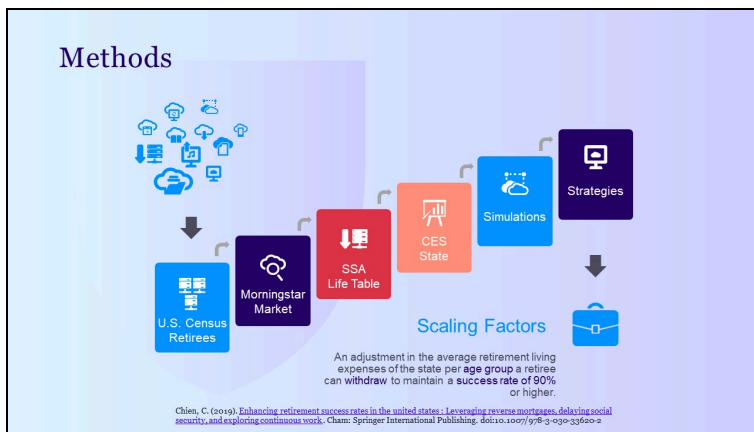 Methods
U.S. Census
Retirees
Morningstar
Market
SSA
Life Table
CES
State
Simulations
Strategies
Scaling Factors
An adjustment in the average retirement living
expenses of the state per age group a retiree
can withdraw to maintain a success rate of 90%
or higher.
Chien, C. (2019). Enhancing retirement success rates in the united states : Leveraging reverse mortgages, delaying social
security, and exploring continuous work. Cham: Springer International Publishing. doi:10.1007/978-3-030-33620-2